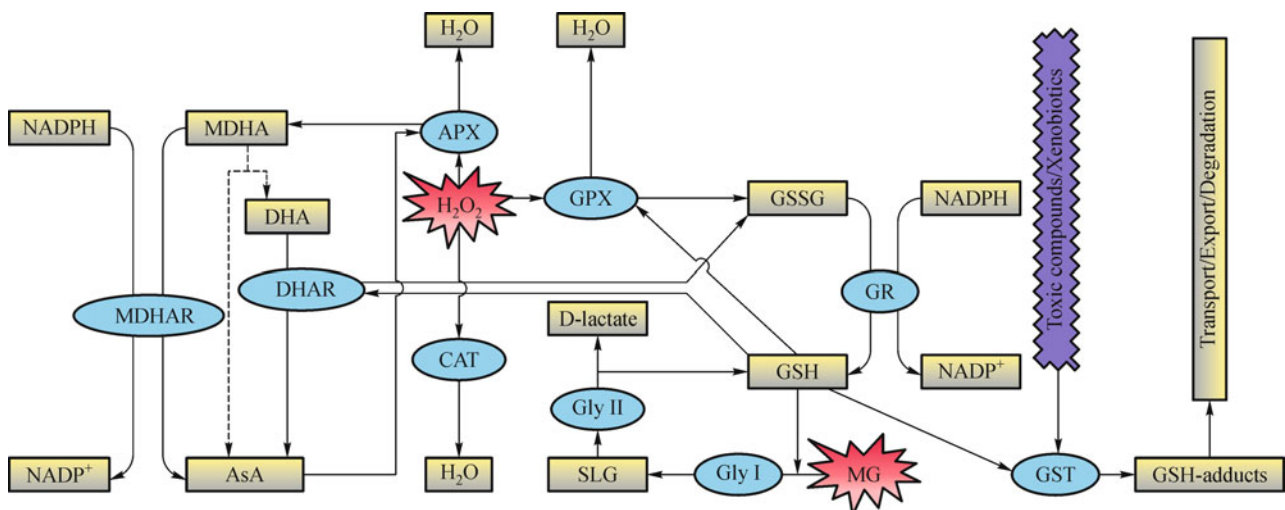 H₂O
H₂O
NADPH
MDHA
APX
Toxic compounds/Xenobiotics
Transport/Export/Degradation
DHA
H₂O₂
GPX
GSSG
NADPH
DHAR
GR
MDHAR
D-lactate
CAT
GSH
NADP⁺
Gly II
NADP⁺
AsA
H₂O
SLG
Gly I
MG
GST
GSH-adducts